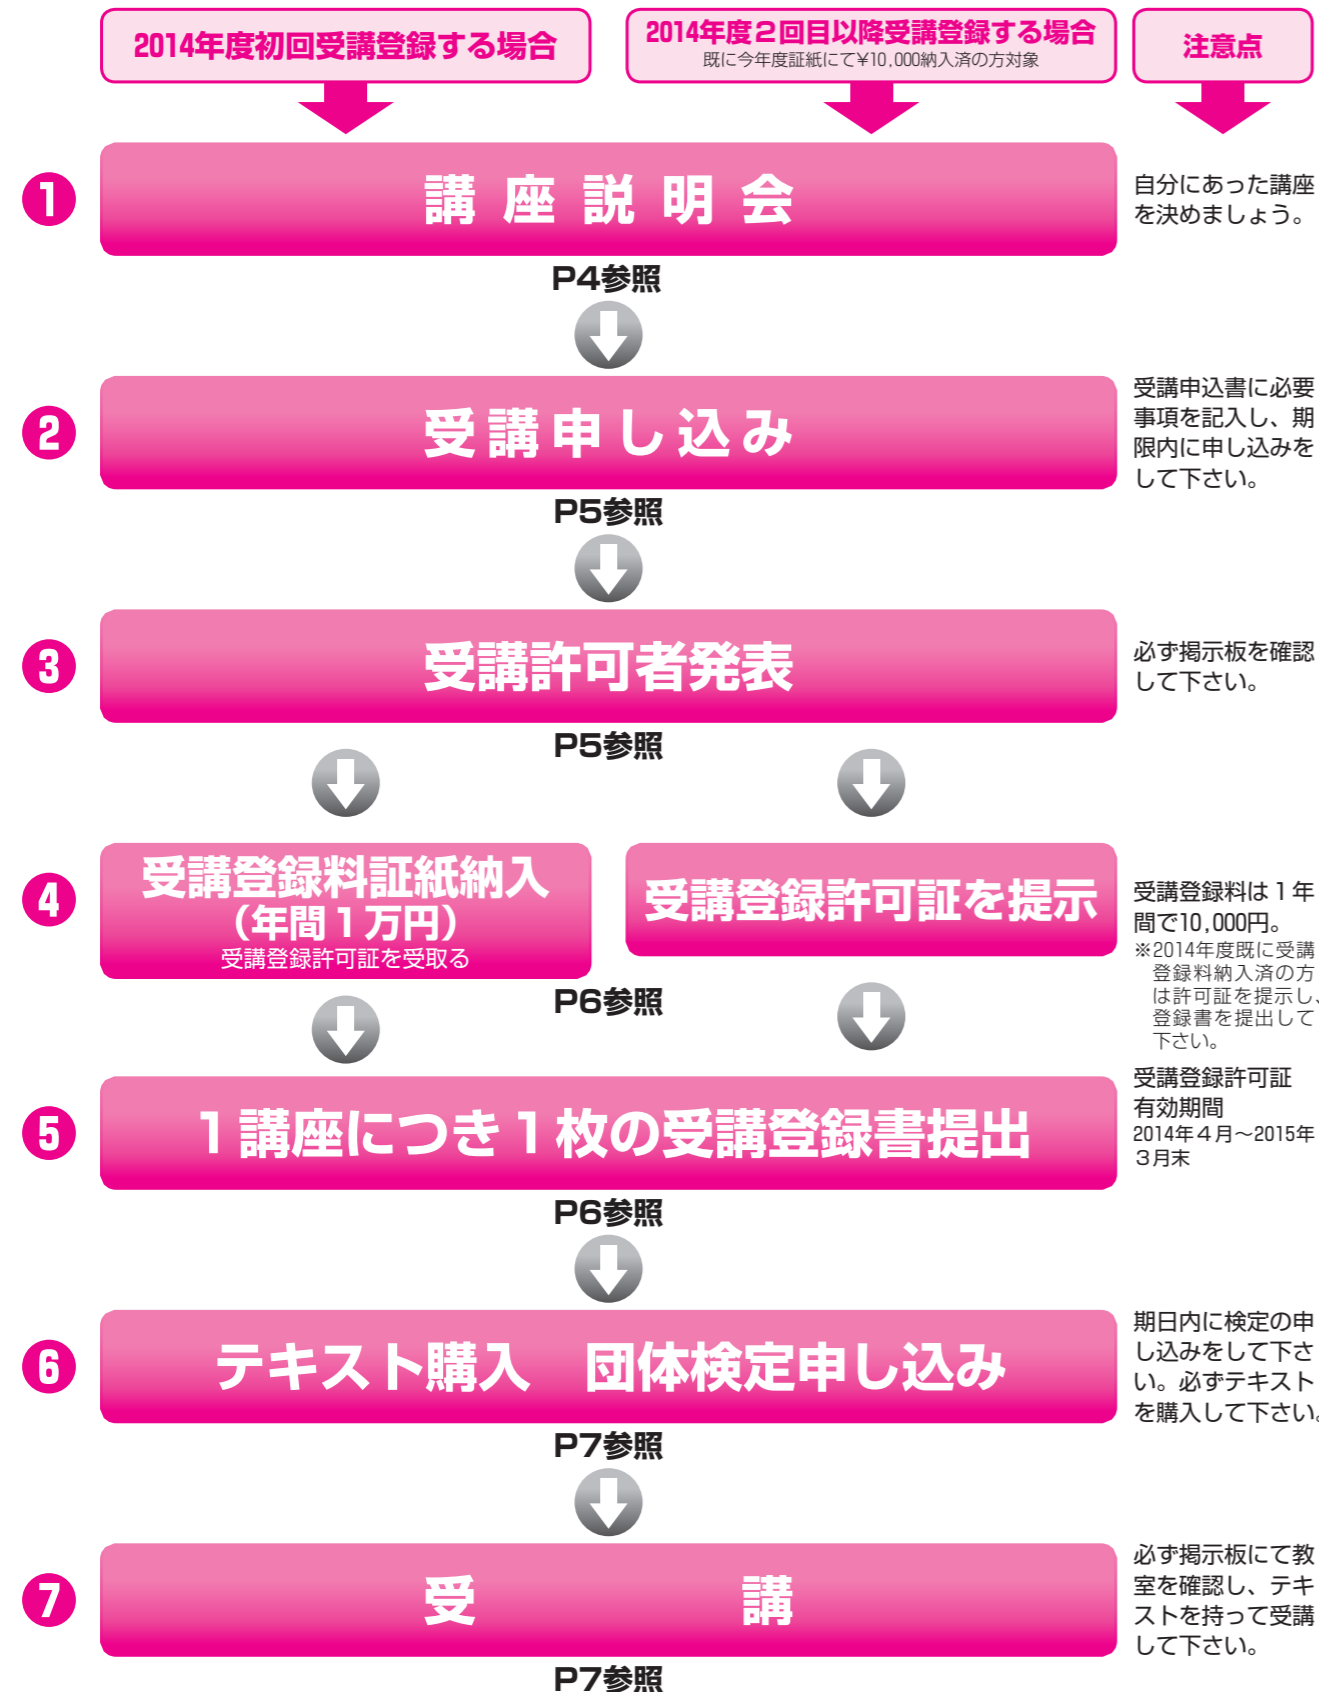 2014年度初回受講登録する場合
2014年度2回目以降受講登録する場合
既に今年度証紙にて¥10,000納入済の方対象
注意点
1
講座説明会
自分にあった講座
を決めましょう。
P4参照
2
受講申し込み
受講申込書に必要
事項を記入し、期
限内に申し込みを
して下さい。
P5参照
3
受講許可者発表
必ず掲示板を確認
して下さい。
P5参照
4
受講登録料証紙納入
（年間1万円）
受講登録許可証を受取る
受講登録許可証を提示
受講登録料は1年
間で10,000円。
※2014年度既に受講
登録料納入済の方
は許可証を提示し、
登録書を提出して
下さい。
P6参照
5
1講座につき1枚の受講登録書提出
受講登録許可証
有効期間
2014年4月〜2015年
3月末
P6参照
6
テキスト購入　団体検定申し込み
期日内に検定の申
し込みをして下さ
い。必ずテキスト
を購入して下さい。
P7参照
7
受　講
必ず掲示板にて教
室を確認し、テキ
ストを持って受講
して下さい。
P7参照